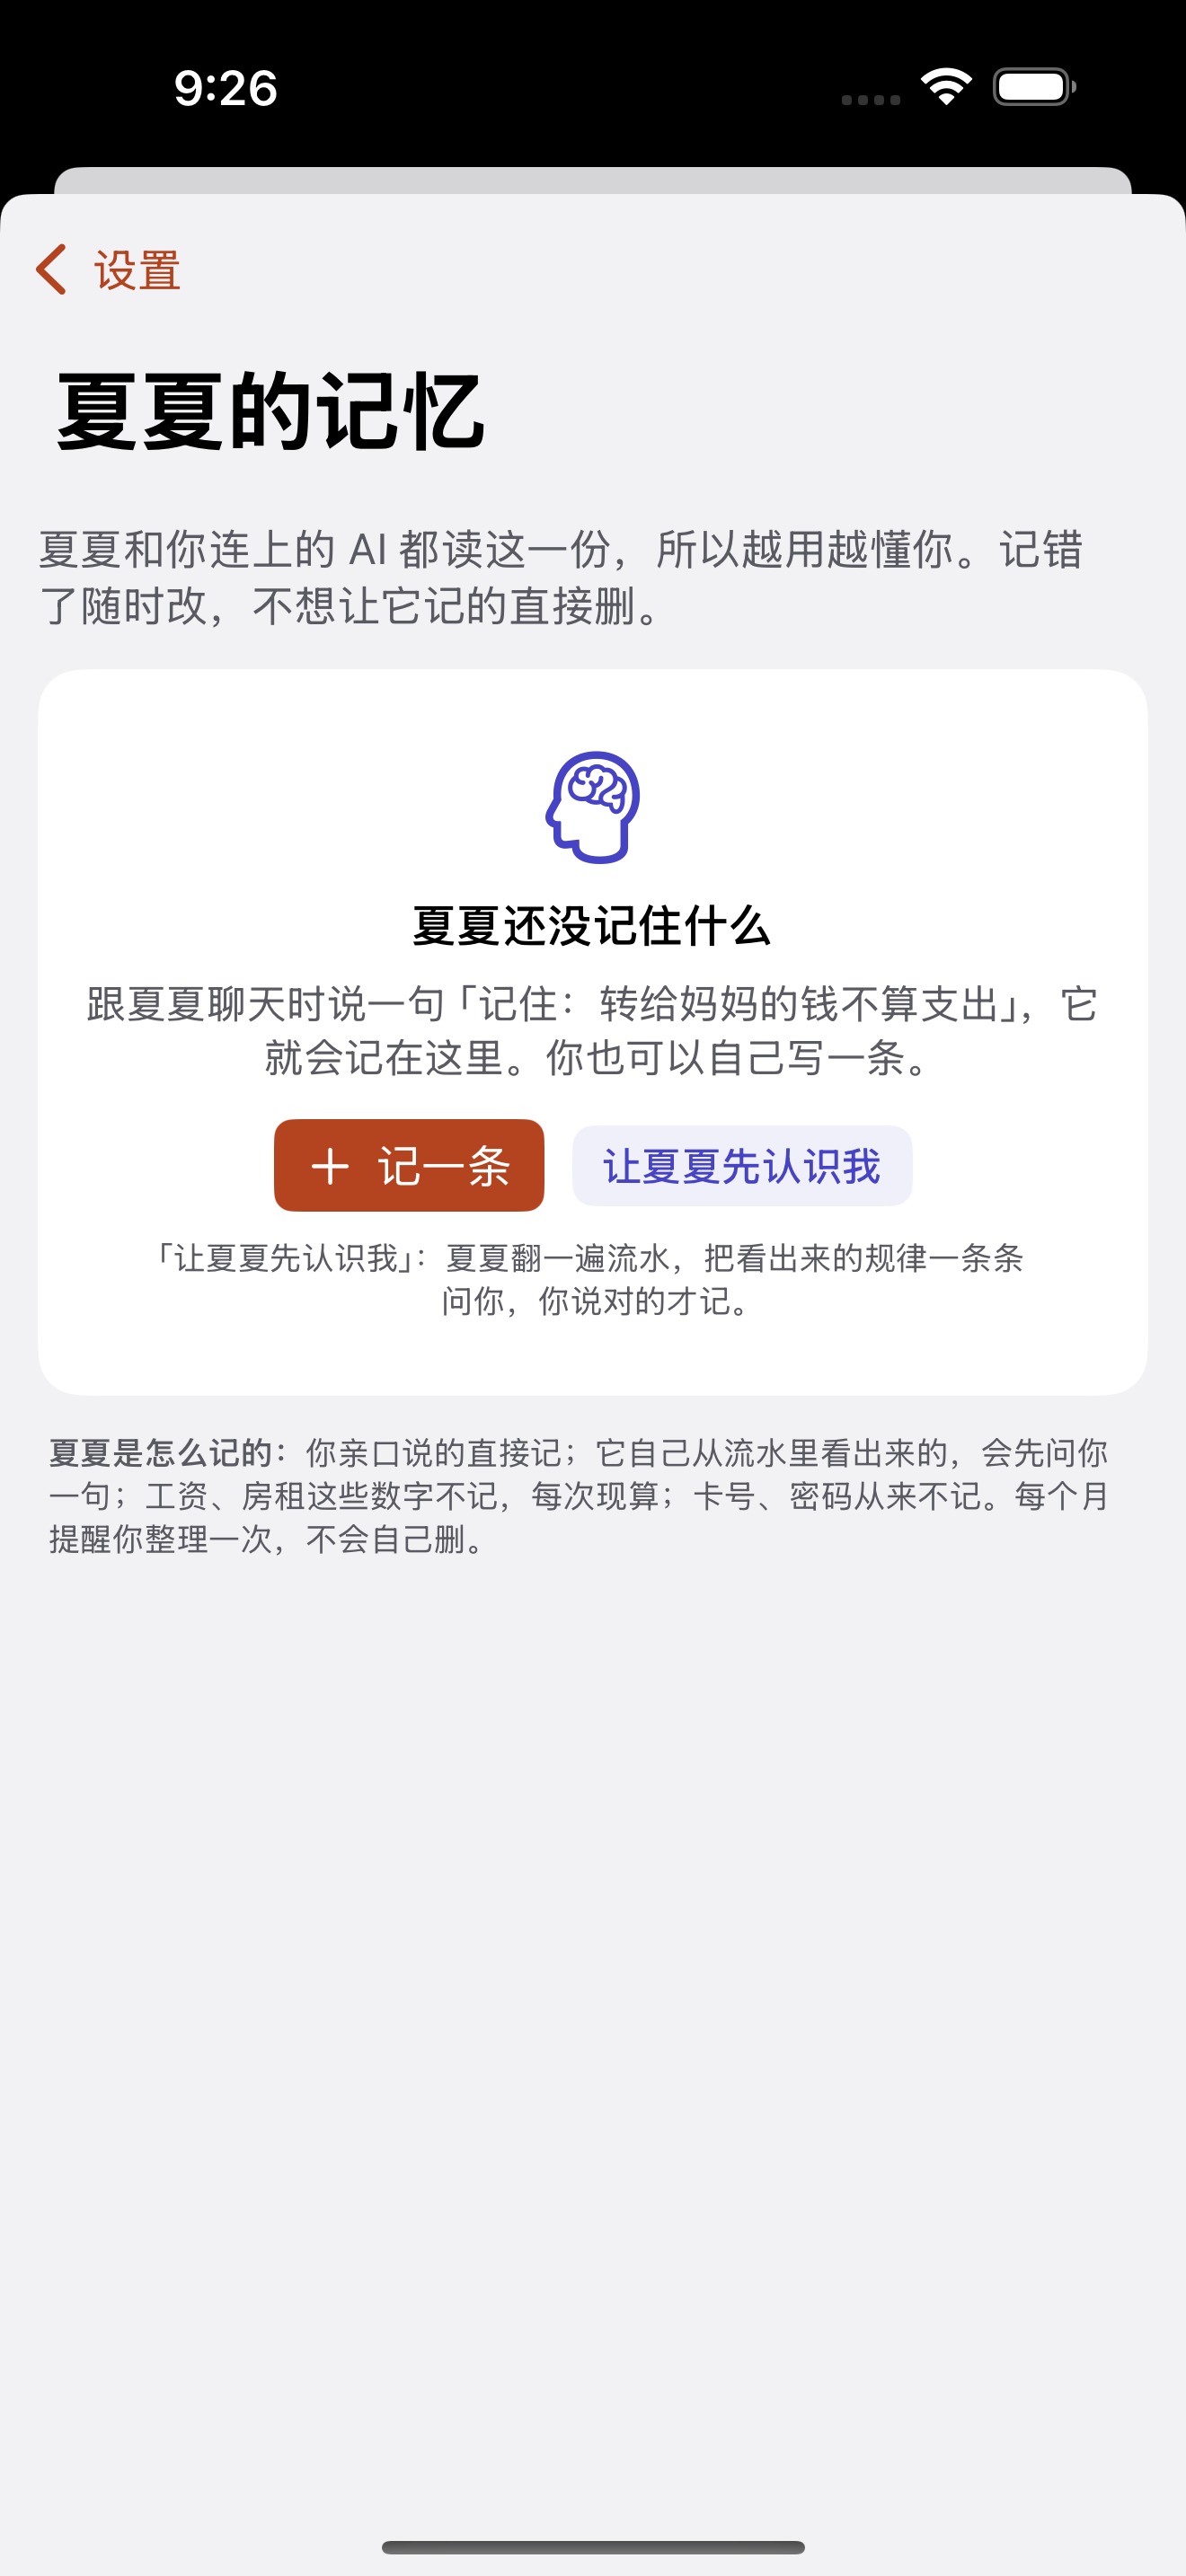 9:26
设置
夏夏的记忆
夏夏和你连上的 AI 都读这一份，所以越用越懂你。记错
了随时改，不想让它记的直接删。
夏夏还没记住什么
跟夏夏聊天时说一句「记住：转给妈妈的钱不算支出」，它
就会记在这里。你也可以自己写一条。
记一条
让夏夏先认识我
「让夏夏先认识我」：夏夏翻一遍流水，把看出来的规律一条条
问你，你说对的才记。
夏夏是怎么记的：你亲口说的直接记；它自己从流水里看出来的，会先问你
一句；工资、房租这些数字不记，每次现算；卡号、密码从来不记。每个月
提醒你整理一次，不会自己删。